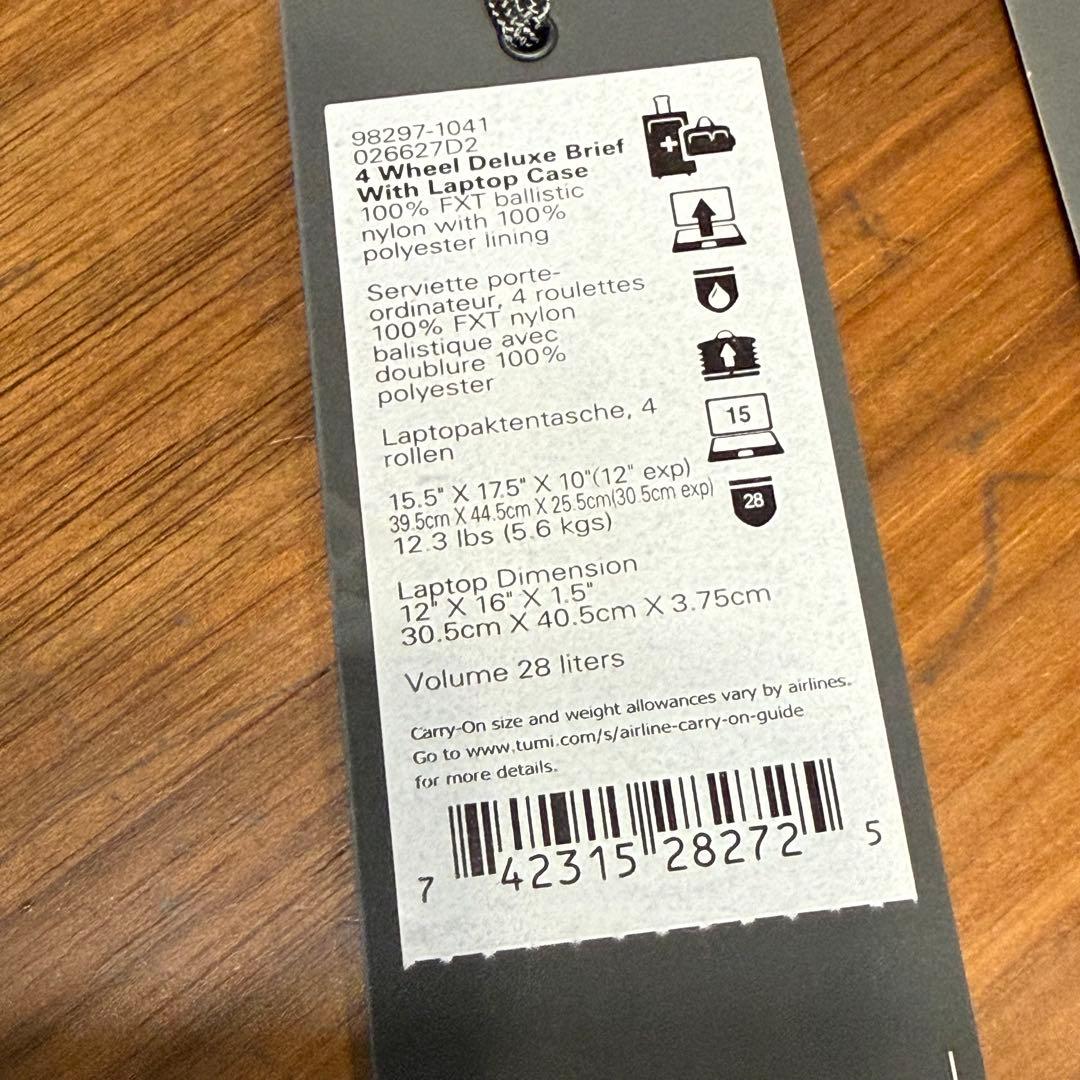 98297-1041
026627D2
4 Wheel Deluxe Brief
With Laptop Case
100% FXT ballistic
nylon with 100%
polyester lining
Serviette porte-
ordinateur, 4 roulettes
100% FXT nylon
balistique avec
doublure 100%
polyester
Laptopaktentasche, 4
rollen
15
15.5" X 17.5" X 10"(12" exp)
39.5cm X 44.5cm X 25.5cm(30.5cm exp)
12.3 lbs (5.6 kgs)
28
Laptop Dimension
12" X 16" X 1.5"
30.5cm X 40.5cm X 3.75cm
Volume 28 liters
Carry-On size and weight allowances vary by airlines.
Go to www.tumi.com/s/airline-carry-on-guide
for more details.
7 42315 28272 5